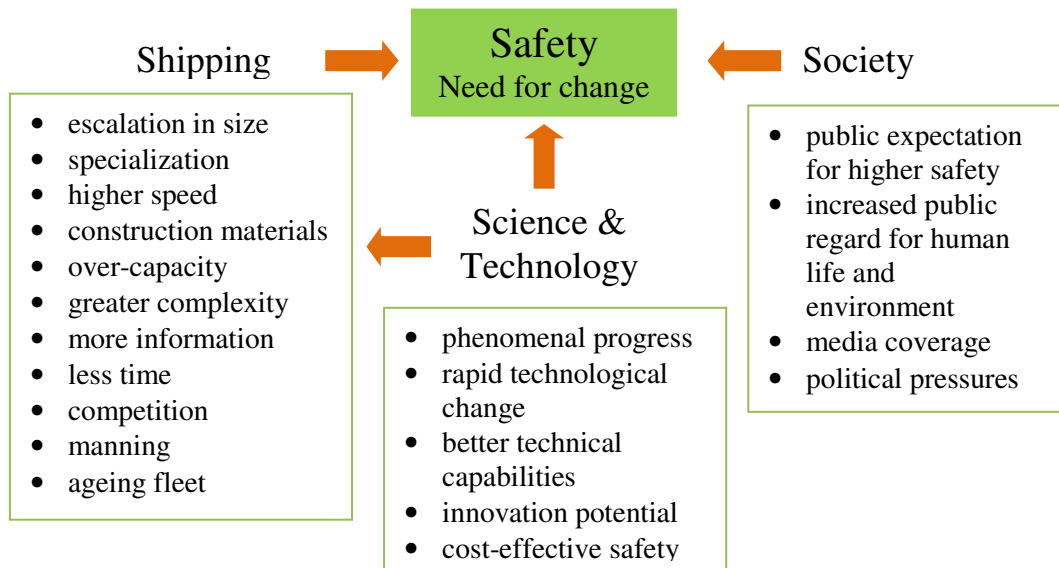 Safety
Need for change
Shipping
• escalation in size
• specialization
• higher speed
• construction materials
• over-capacity
• greater complexity
• more information
• less time
• competition
• manning
• ageing fleet
Science &
Technology
• phenomenal progress
• rapid technological
change
• better technical
capabilities
• innovation potential
• cost-effective safety
Society
• public expectation
for higher safety
• increased public
regard for human
life and
environment
• media coverage
• political pressures